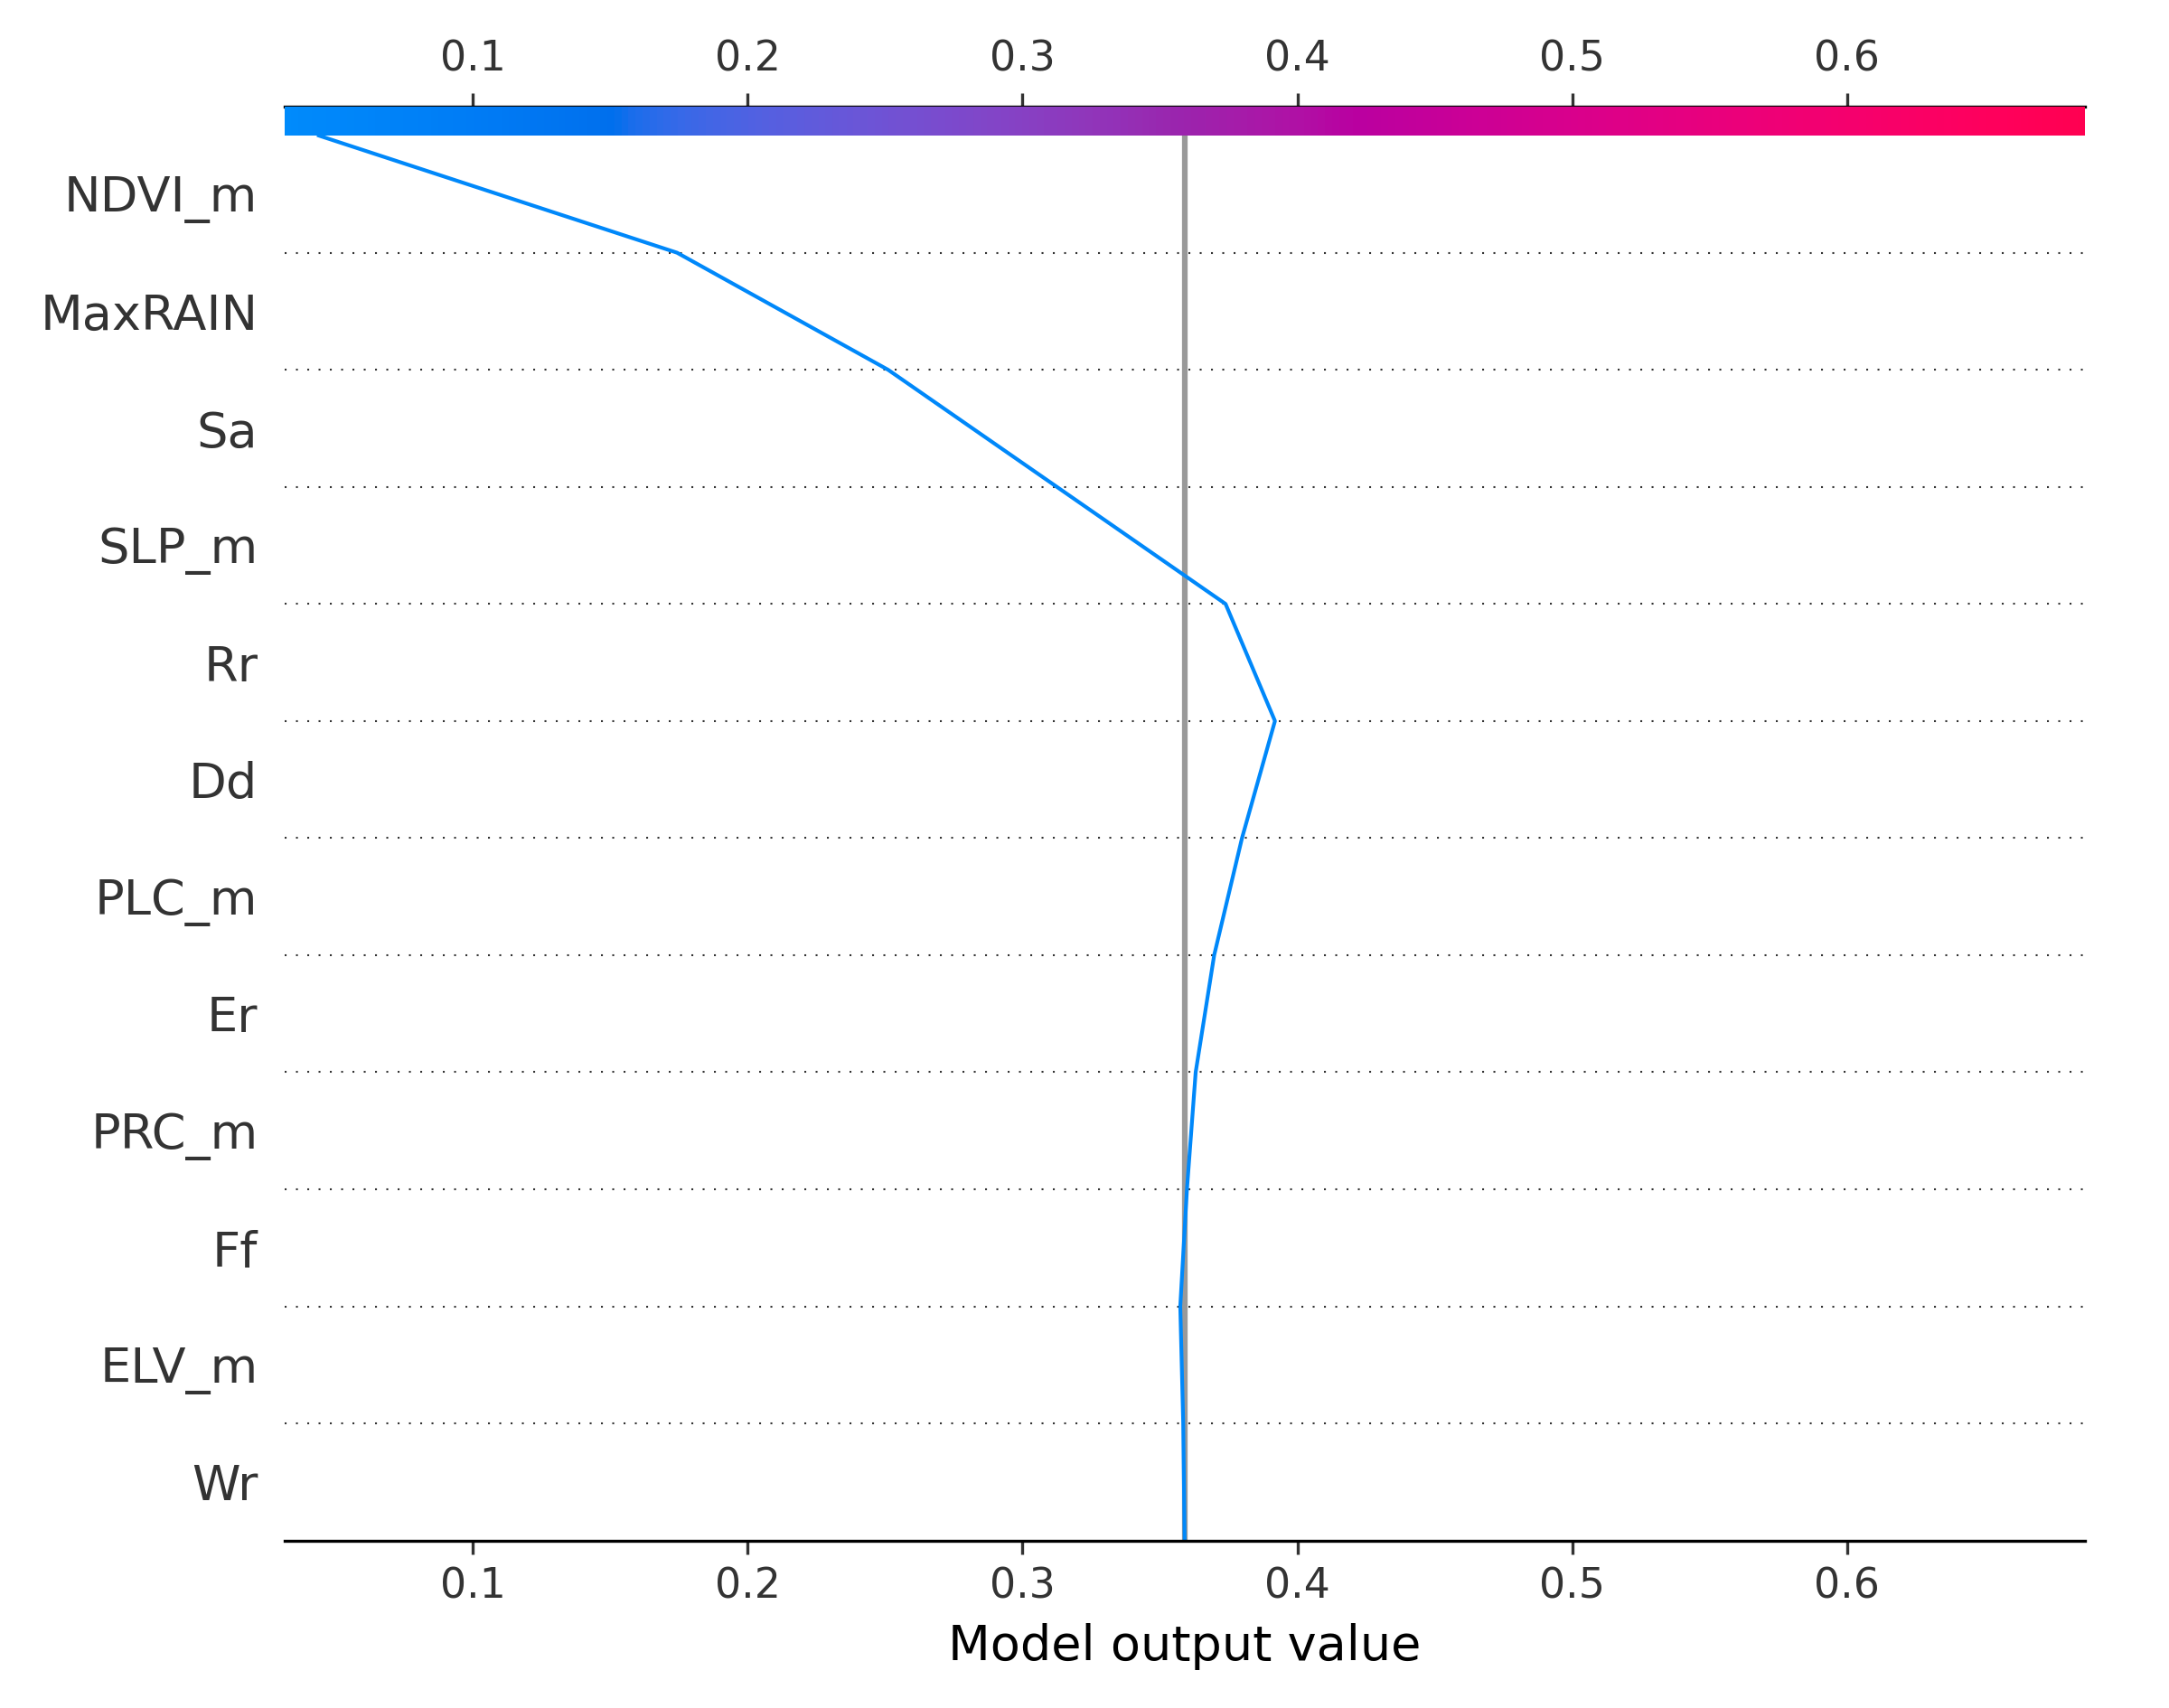 0.1 0.2 0.3 0.4 0.5 0.6
NDVI_m
MaxRAIN
Sa
SLP_m
Rr
Dd
PLC_m
Er
PRC_m
Ff
ELV_m
Wr
0.1 0.2 0.3 0.4 0.5 0.6
Model output value